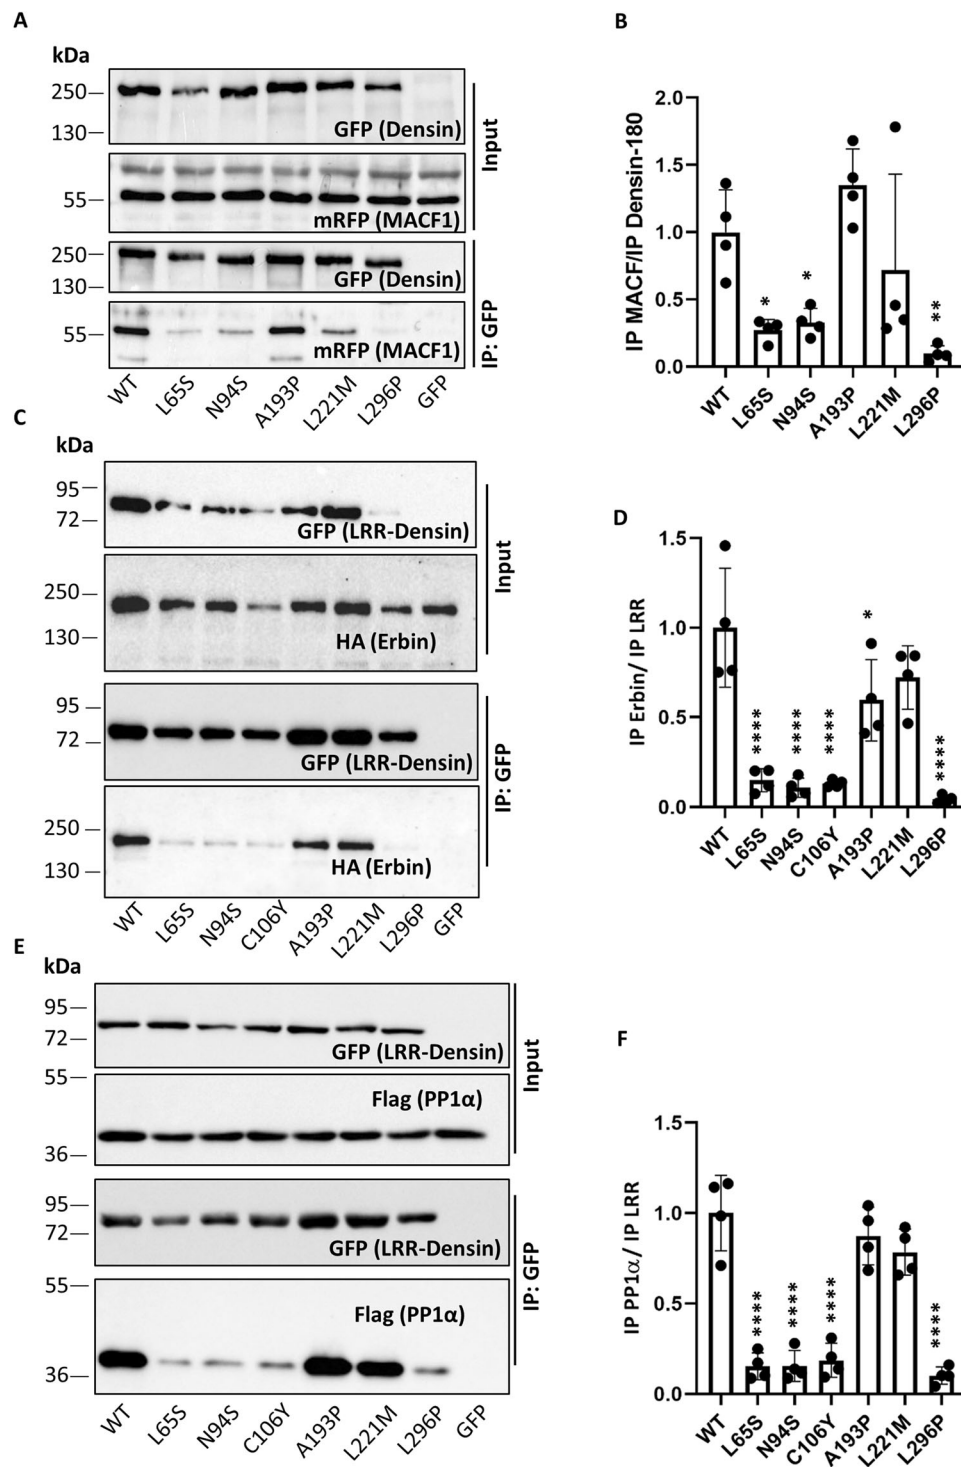 A
kDa
250
130
GFP (Densin)
55
mRFP (MACF1)
Input
250
130
GFP (Densin)
55
mRFP (MACF1)
IP: GFP
WT L65S N94S A193P L221M L296P GFP
B
IP MACF/IP Densin-180
2.0
1.5
1.0
0.5
0.0
* * **
WT L65S N94S A193P L221M L296P
C
kDa
95
72
GFP (LRR-Densin)
250
130
HA (Erbin)
Input
95
72
GFP (LRR-Densin)
250
130
HA (Erbin)
IP: GFP
WT L65S N94S C106Y A193P L221M L296P GFP
D
IP Erbin/ IP LRR
1.5
1.0
0.5
0.0
**** **** **** * ****
WT L65S N94S C106Y A193P L221M L296P
E
kDa
95
72
GFP (LRR-Densin)
55
Flag (PP1α)
36
Input
95
72
GFP (LRR-Densin)
55
Flag (PP1α)
36
IP: GFP
WT L65S N94S C106Y A193P L221M L296P GFP
F
IP PP1α/ IP LRR
1.5
1.0
0.5
0.0
**** **** **** ****
WT L65S N94S C106Y A193P L221M L296P